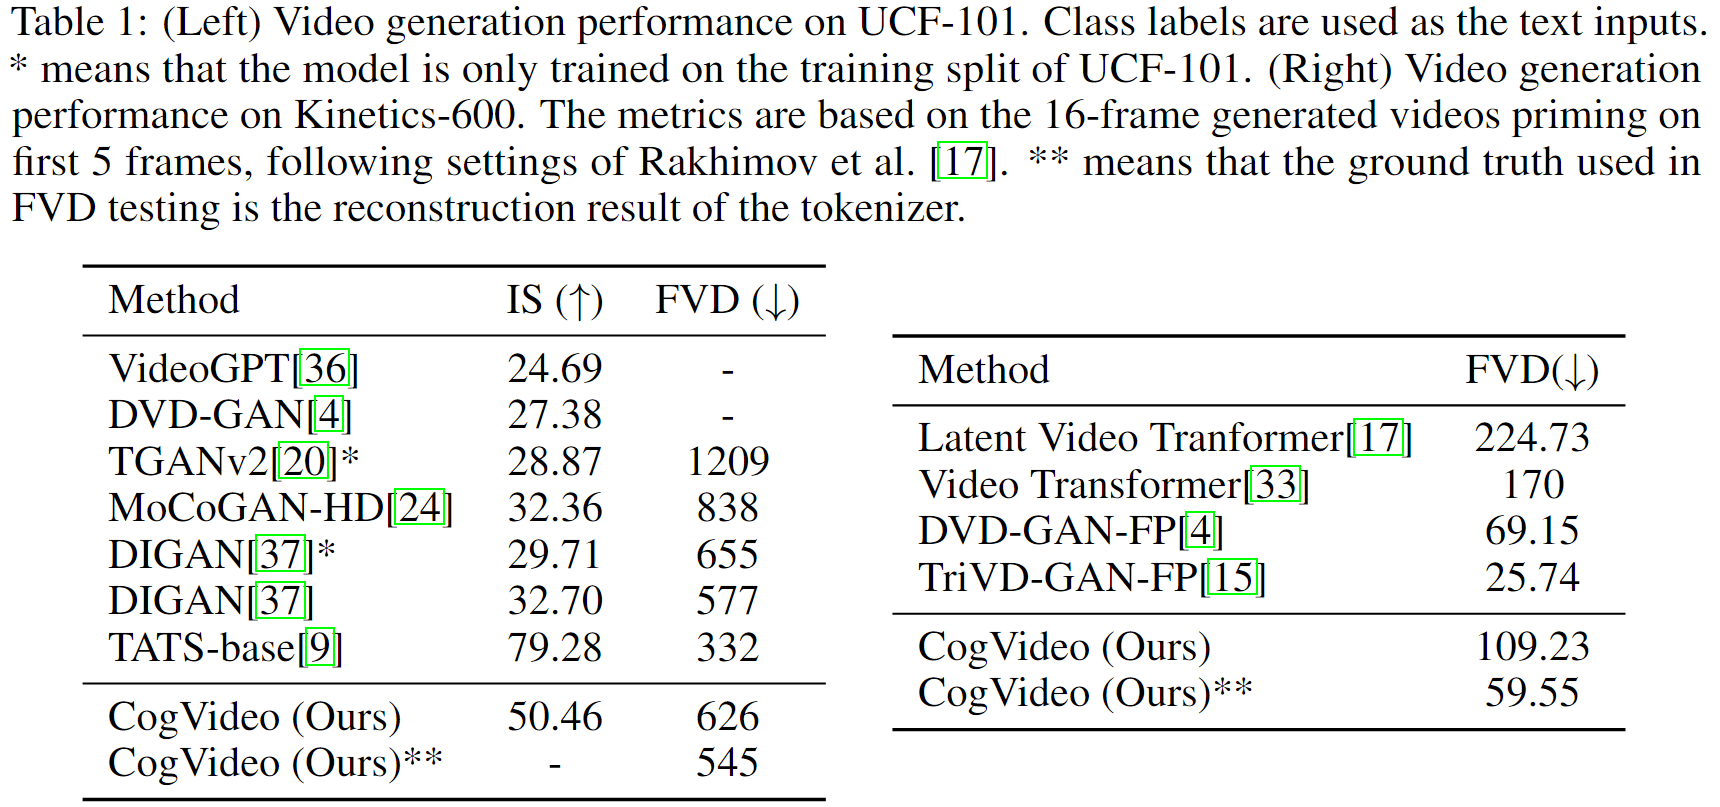 Table 1: (Left) Video generation performance on UCF-101. Class labels are used as the text inputs.
* means that the model is only trained on the training split of UCF-101. (Right) Video generation
performance on Kinetics-600. The metrics are based on the 16-frame generated videos priming on
first 5 frames, following settings of Rakhimov et al. [17]. ** means that the ground truth used in
FVD testing is the reconstruction result of the tokenizer.
Method IS (↑) FVD (↓)
VideoGPT[36] 24.69 -
DVD-GAN[4] 27.38 -
TGANv2[20]* 28.87 1209
MoCoGAN-HD[24] 32.36 838
DIGAN[37]* 29.71 655
DIGAN[37] 32.70 577
TATS-base[9] 79.28 332
CogVideo (Ours) 50.46 626
CogVideo (Ours)** - 545
Method FVD(↓)
Latent Video Tranformer[17] 224.73
Video Transformer[33] 170
DVD-GAN-FP[4] 69.15
TriVD-GAN-FP[15] 25.74
CogVideo (Ours) 109.23
CogVideo (Ours)** 59.55